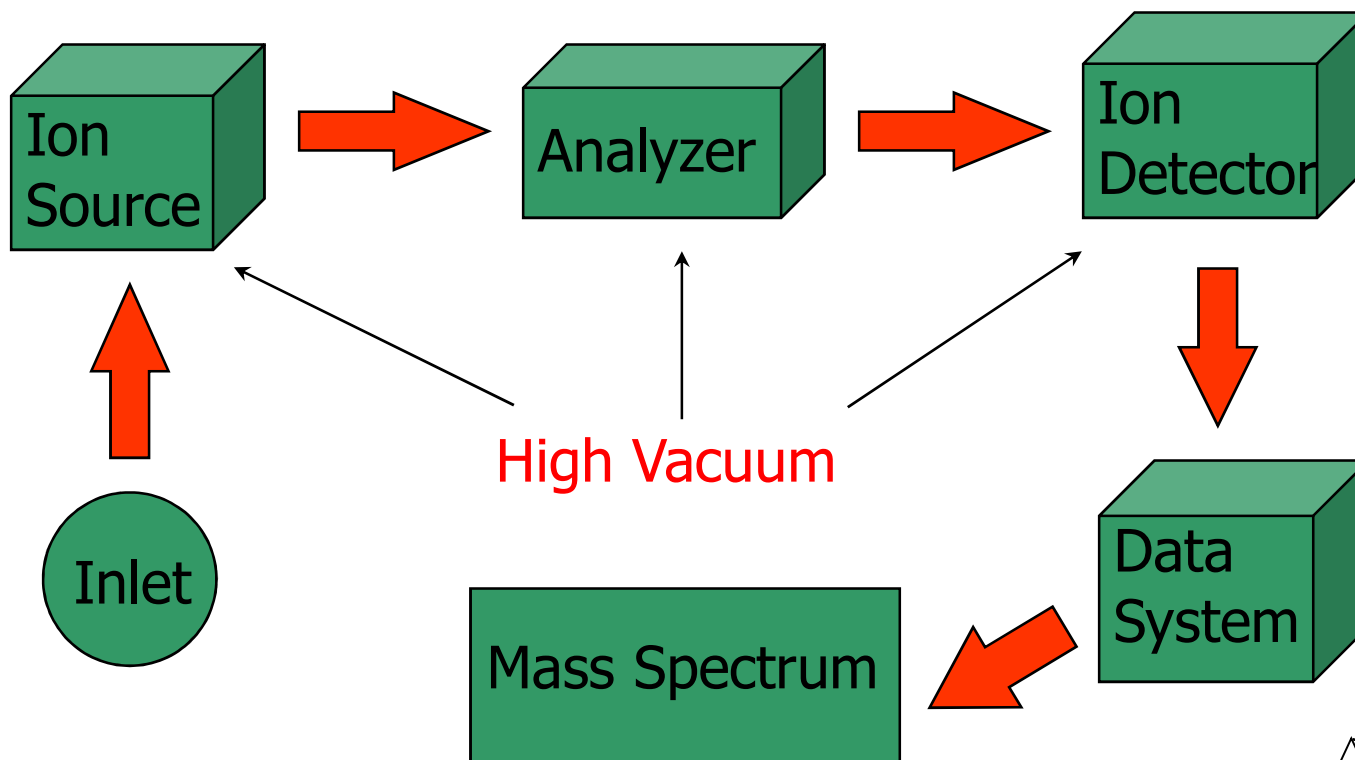 Ion
Source
Analyzer
Ion
Detector
High Vacuum
Inlet
Data
System
Mass Spectrum